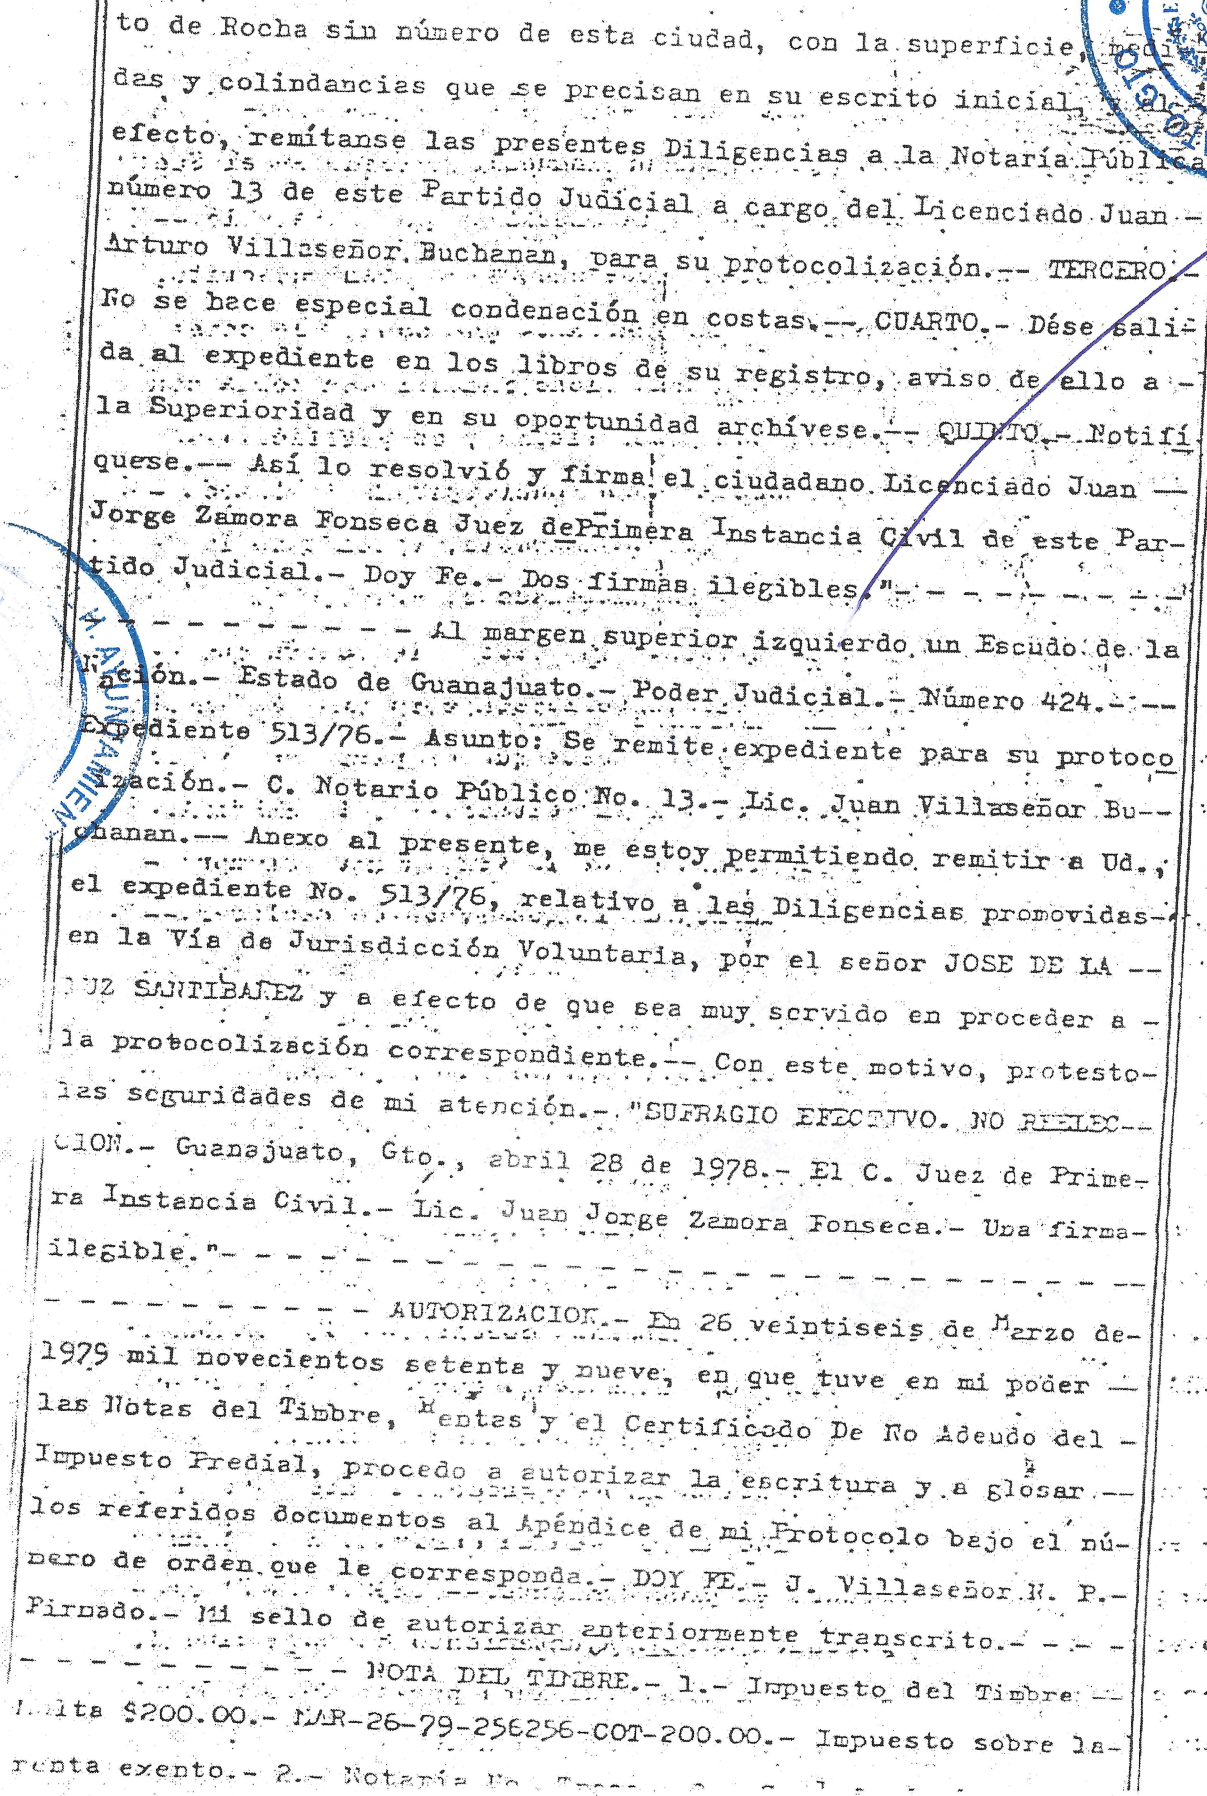 to de Rocha sin número de esta ciudad, con la superficie, medi
das y colindancias que se precisan en su escrito inicial, y al
efecto, remítanse las presentes Diligencias a la Notaría Pública
número 13 de este Partido Judicial a cargo del Licenciado Juan -
Arturo Villaseñor Buchanan, para su protocolización.-- TERCERO.-
No se hace especial condenación en costas.-- CUARTO.- Dése sali-
da al expediente en los libros de su registro, aviso de ello a -
la Superioridad y en su oportunidad archívese.-- QUINTO.- Notifí
quese.-- Así lo resolvió y firma el ciudadano Licenciado Juan --
Jorge Zamora Fonseca Juez dePrimera Instancia Civil de este Par-
tido Judicial.- Doy Fe.- Dos firmas ilegibles."- - - - - - - -
- - - - - - - - - - Al margen superior izquierdo un Escudo de la
Nación.- Estado de Guanajuato.- Poder Judicial.- Número 424.- --
Expediente 513/76.- Asunto: Se remite expediente para su protoco
lización.- C. Notario Público No. 13.- Lic. Juan Villaseñor Bu--
chanan.-- Anexo al presente, me estoy permitiendo remitir a Ud.,
el expediente No. 513/76, relativo a las Diligencias promovidas-
en la Vía de Jurisdicción Voluntaria, por el señor JOSE DE LA --
LUZ SANTIBAÑEZ y a efecto de que sea muy servido en proceder a -
la protocolización correspondiente.-- Con este motivo, protesto-
las seguridades de mi atención.- "SUFRAGIO EFECTIVO. NO REELEC--
CION.- Guanajuato, Gto., abril 28 de 1978.- El C. Juez de Prime-
ra Instancia Civil.- Lic. Juan Jorge Zamora Fonseca.- Una firma-
ilegible."- - - - - - - - - - - - - - - - - - - - - - --
- - - - - - - - - - AUTORIZACION.- En 26 veintiseis de Marzo de-
1979 mil novecientos setenta y nueve, en que tuve en mi poder --
las Notas del Timbre, Rentas y el Certificado De No Adeudo del -
Impuesto Predial, procedo a autorizar la escritura y a glosar --
los referidos documentos al Apéndice de mi Protocolo bajo el nú-
mero de orden que le corresponda.- DOY FE.- J. Villaseñor N. P.-
Firmado.- Mi sello de autorizar anteriormente transcrito.- - - -
- - - - - - - - - - NOTA DEL TIMBRE.- 1.- Impuesto del Timbre --
Multa $200.00.- MAR-26-79-256256-COT-200.00.- Impuesto sobre la-
renta exento.- 2.- Notaría
H. AYUNTAMIEN
TO, GTO